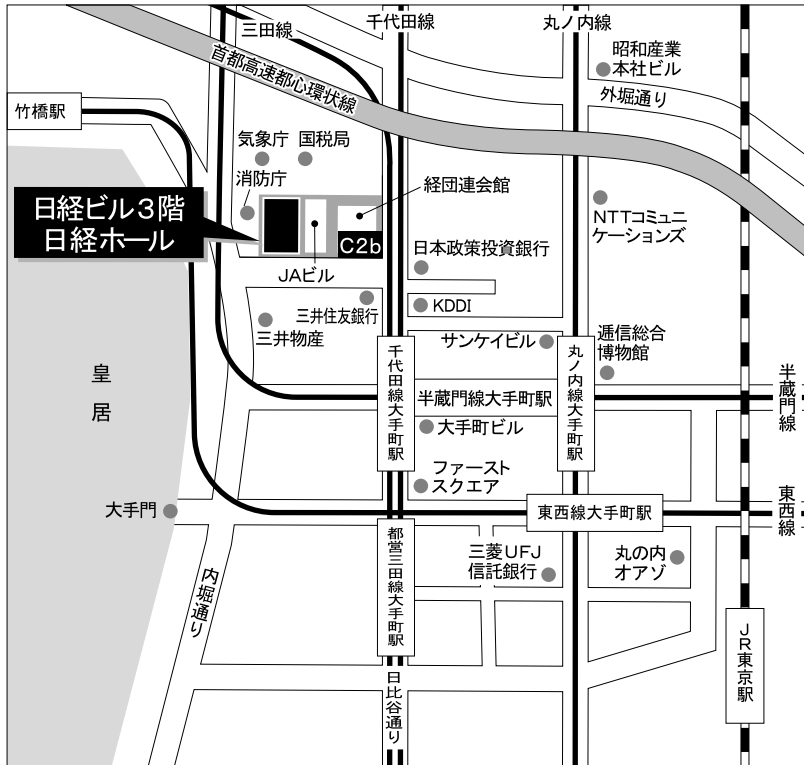 三田線
千代田線
丸ノ内線
首都高速都心環状線
昭和産業
本社ビル
外堀通り
竹橋駅
気象庁
国税局
消防庁
経団連会館
日経ビル3階
日経ホール
C2b
JAビル
NTTコミュニ
ケーションズ
日本政策投資銀行
KDDI
三井住友銀行
三井物産
サンケイビル
逓信総合
博物館
皇居
千代田線大手町駅
丸ノ内線大手町駅
半蔵門線大手町駅
半蔵門線
大手町ビル
ファースト
スクエア
大手門
東西線大手町駅
東西線
都営三田線大手町駅
三菱UFJ
信託銀行
丸の内
オアゾ
内堀通り
日比谷通り
JR東京駅